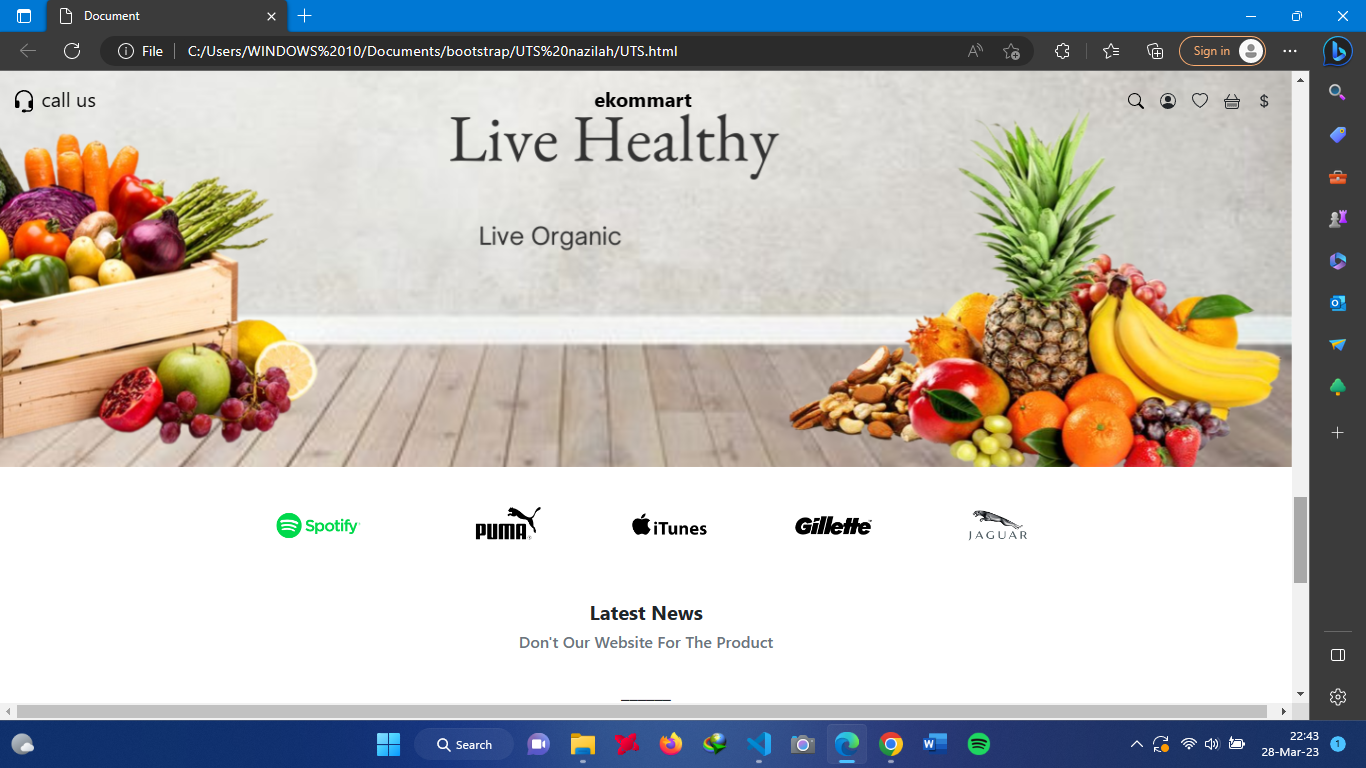 Document
File
C:/Users/WINDOWS%2010/Documents/bootstrap/UTS%20nazilah/UTS.html
Sign in
call us
ekommart
$
Live Healthy
Live Organic
Spotify
PUMA
iTunes
Gillette
JAGUAR
Latest News
Don't Our Website For The Product
Search
22:43
28-Mar-23
1